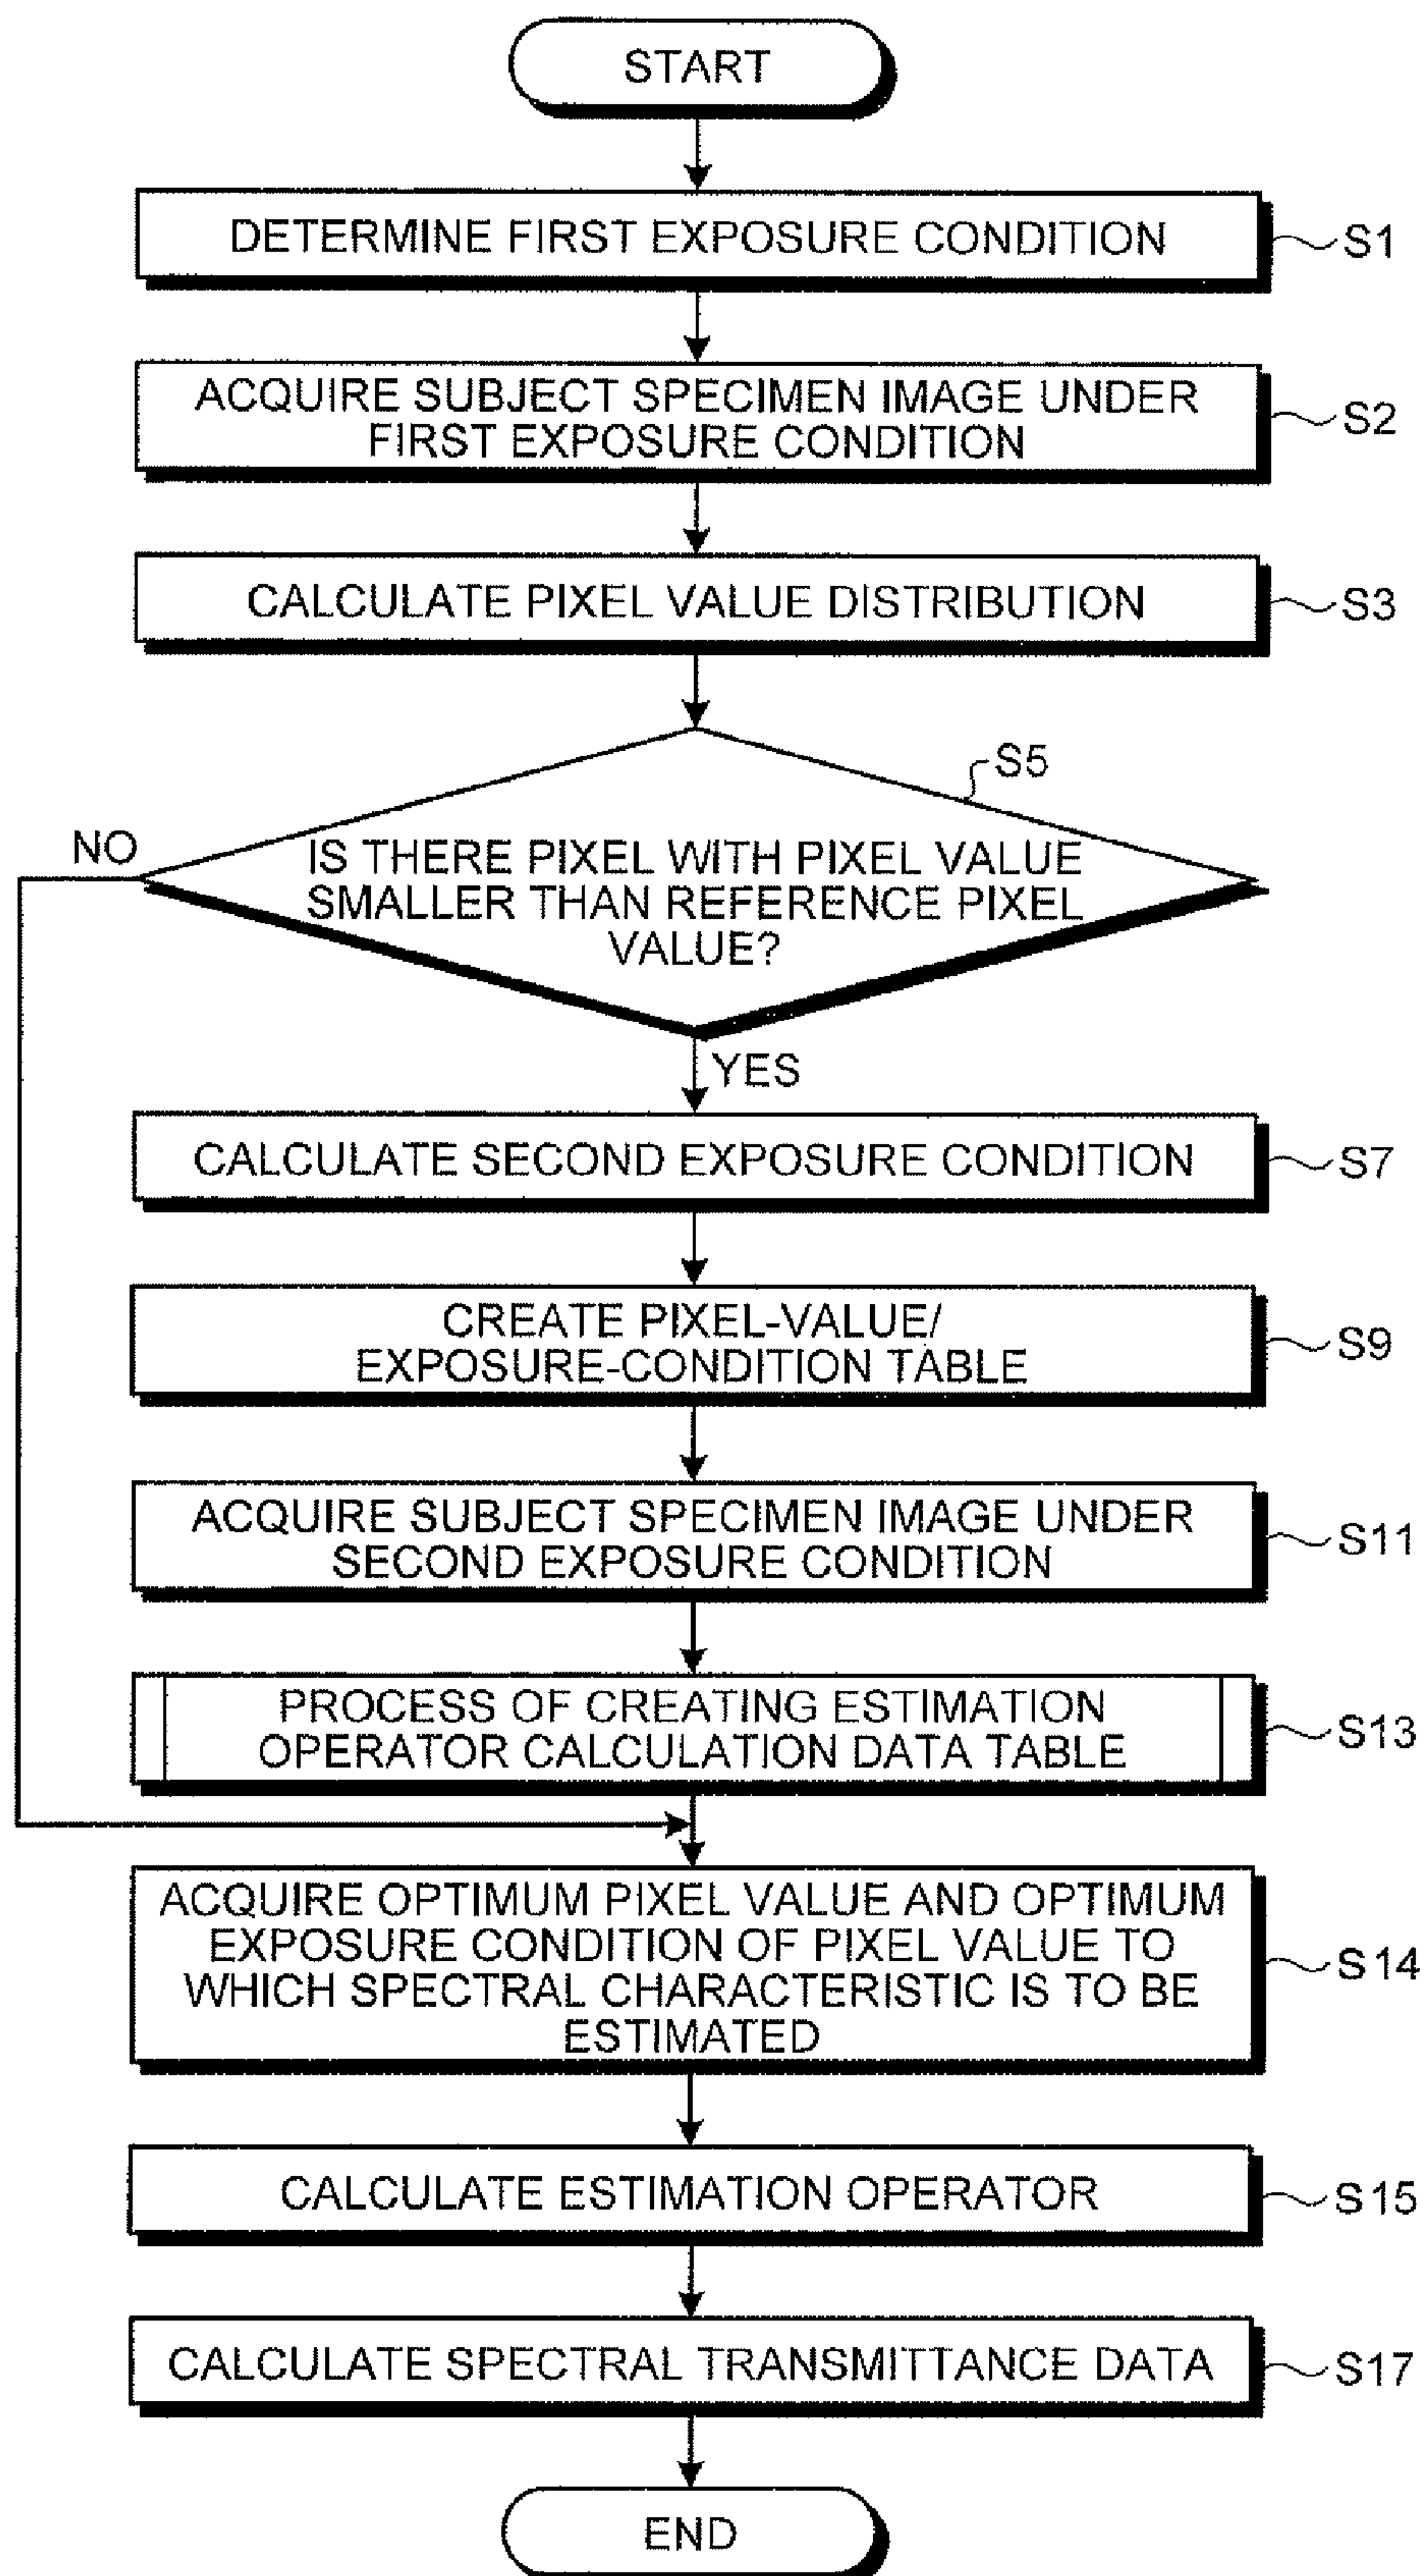 START
DETERMINE FIRST EXPOSURE CONDITION
S1
ACQUIRE SUBJECT SPECIMEN IMAGE UNDER
FIRST EXPOSURE CONDITION
S2
CALCULATE PIXEL VALUE DISTRIBUTION
S3
S5
NO
IS THERE PIXEL WITH PIXEL VALUE
SMALLER THAN REFERENCE PIXEL
VALUE?
YES
CALCULATE SECOND EXPOSURE CONDITION
S7
CREATE PIXEL-VALUE/
EXPOSURE-CONDITION TABLE
S9
ACQUIRE SUBJECT SPECIMEN IMAGE UNDER
SECOND EXPOSURE CONDITION
S11
PROCESS OF CREATING ESTIMATION
OPERATOR CALCULATION DATA TABLE
S13
ACQUIRE OPTIMUM PIXEL VALUE AND OPTIMUM
EXPOSURE CONDITION OF PIXEL VALUE TO
WHICH SPECTRAL CHARACTERISTIC IS TO BE
ESTIMATED
S14
CALCULATE ESTIMATION OPERATOR
S15
CALCULATE SPECTRAL TRANSMITTANCE DATA
S17
END